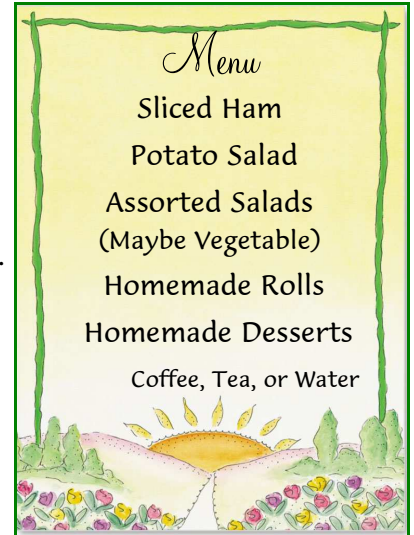 Menu
Sliced Ham
Potato Salad
Assorted Salads
(Maybe Vegetable)
Homemade Rolls
Homemade Desserts
Coffee, Tea, or Water